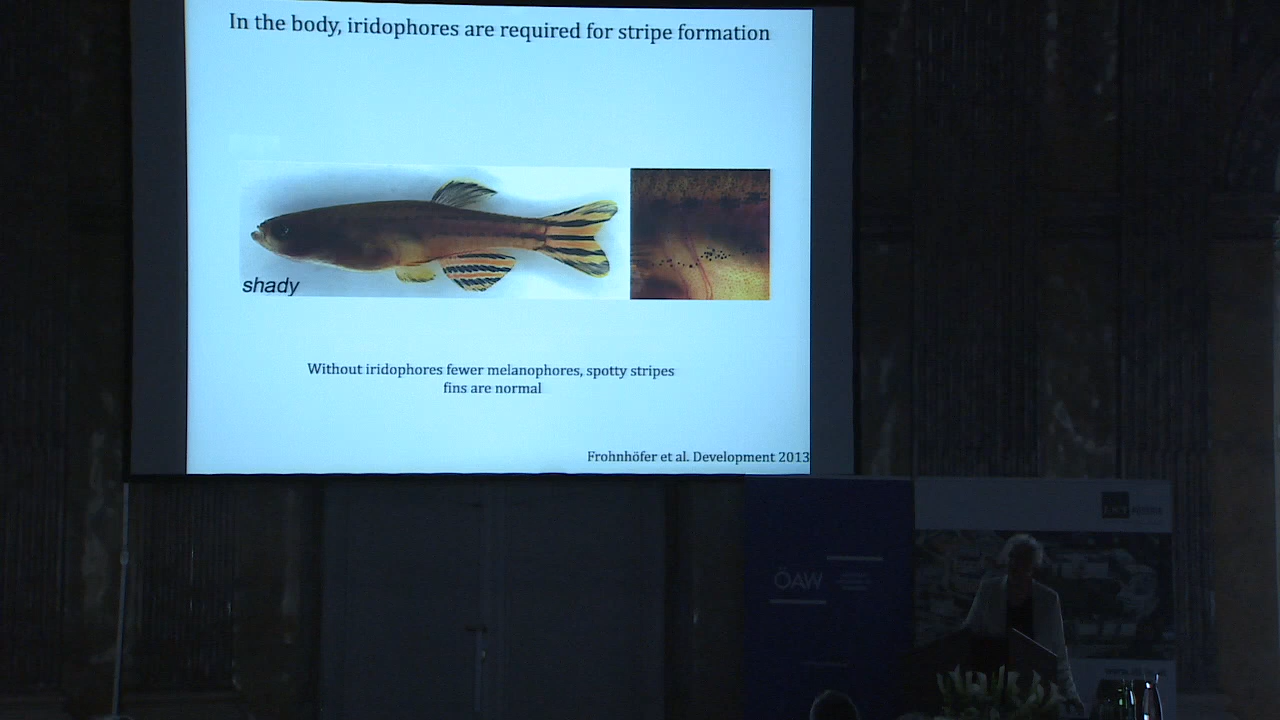 In the body, iridophores are required for stripe formation
shady
Without iridophores fewer melanophores, spotty stripes
fins are normal
Frohnhöfer et al. Development 2013
ÖAW